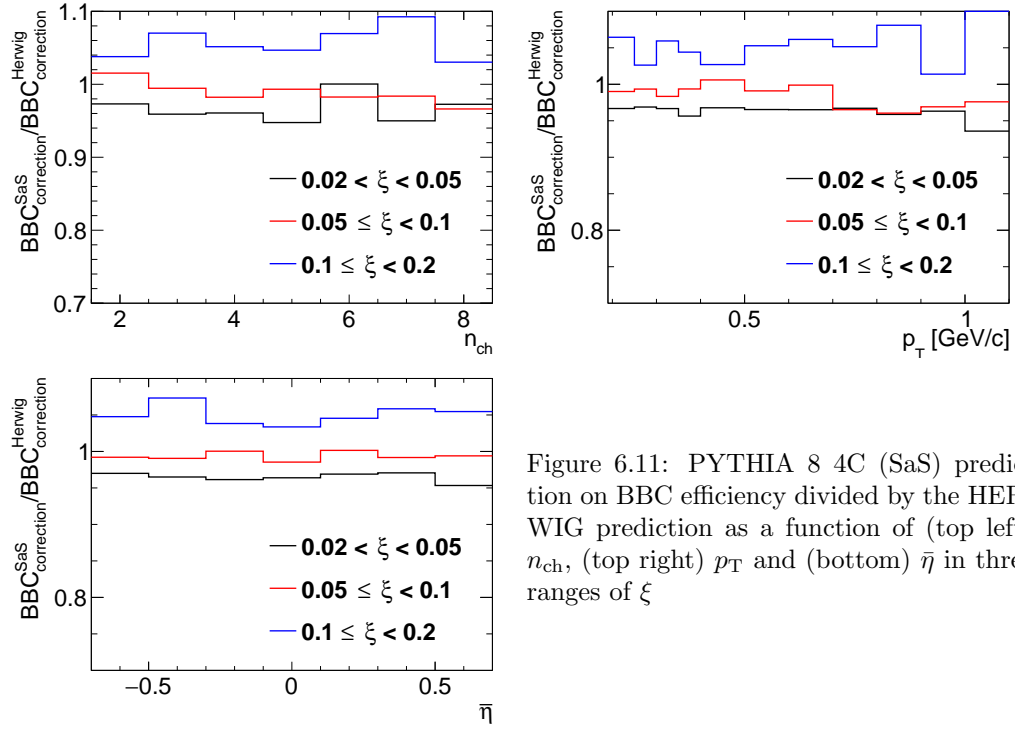 BBC^SaS_correction/BBC^Herwig_correction
1.1
1
0.9
0.8
0.7
0.02 < ξ < 0.05
0.05 ≤ ξ < 0.1
0.1 ≤ ξ < 0.2
2 4 6 8
n_ch
BBC^SaS_correction/BBC^Herwig_correction
1
0.8
0.02 < ξ < 0.05
0.05 ≤ ξ < 0.1
0.1 ≤ ξ < 0.2
0.5 1
p_T [GeV/c]
BBC^SaS_correction/BBC^Herwig_correction
1
0.8
0.02 < ξ < 0.05
0.05 ≤ ξ < 0.1
0.1 ≤ ξ < 0.2
−0.5 0 0.5
η̄
Figure 6.11: PYTHIA 8 4C (SaS) predic
tion on BBC efficiency divided by the HER
WIG prediction as a function of (top left
n_ch, (top right) p_T and (bottom) η̄ in thre
ranges of ξ